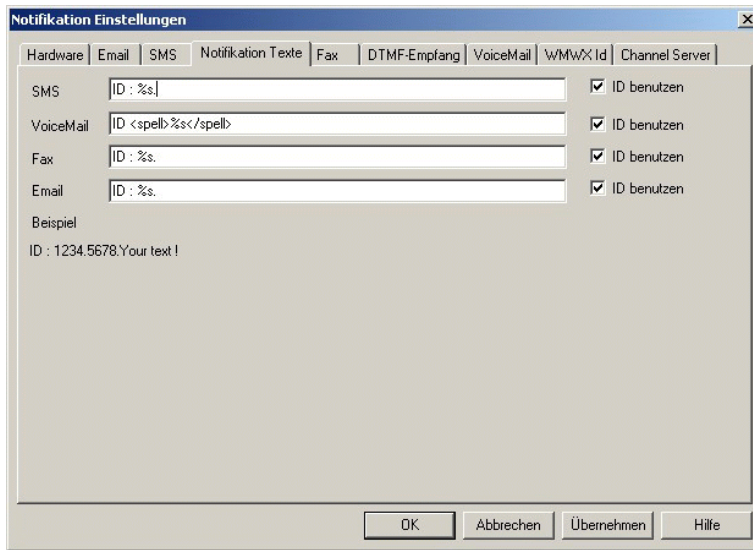 Notifikation Einstellungen
Hardware Email SMS Notifikation Texte Fax DTMF-Empfang VoiceMail WMWX Id Channel Server
SMS ID : %s. ID benutzen
VoiceMail ID <spell>%s</spell> ID benutzen
Fax ID : %s. ID benutzen
Email ID : %s. ID benutzen
Beispiel
ID : 1234.5678.Your text !
OK Abbrechen Übernehmen Hilfe